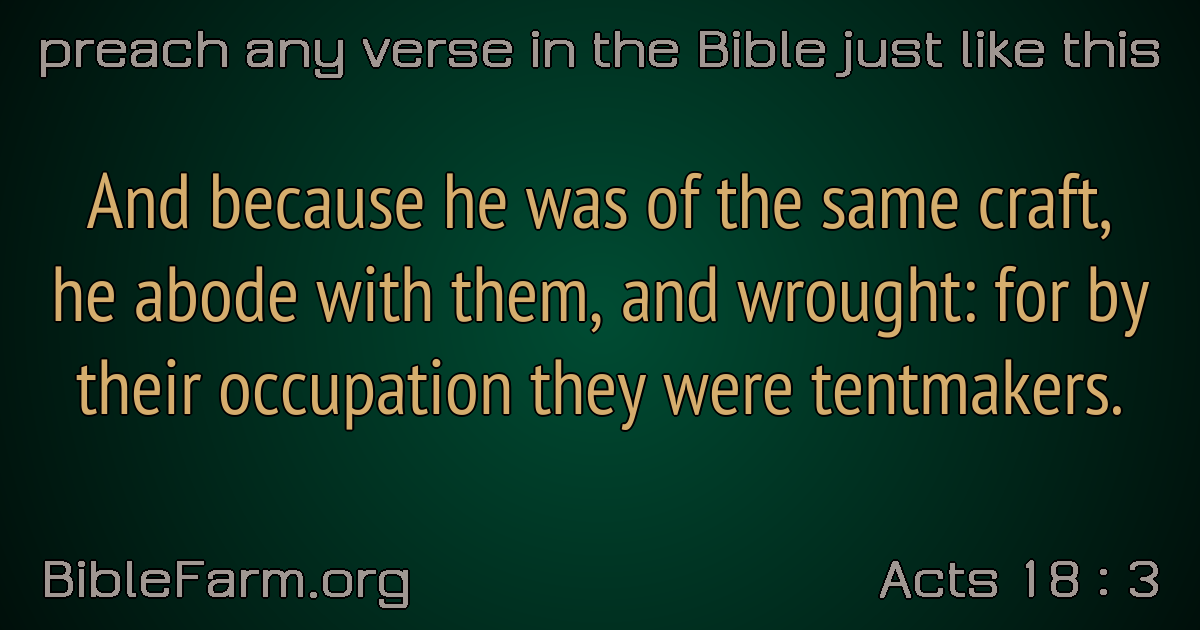 preach any verse in the Bible just like this
And because he was of the same craft,
he abode with them, and wrought: for by
their occupation they were tentmakers.
BibleFarm.org
Acts 18 : 3